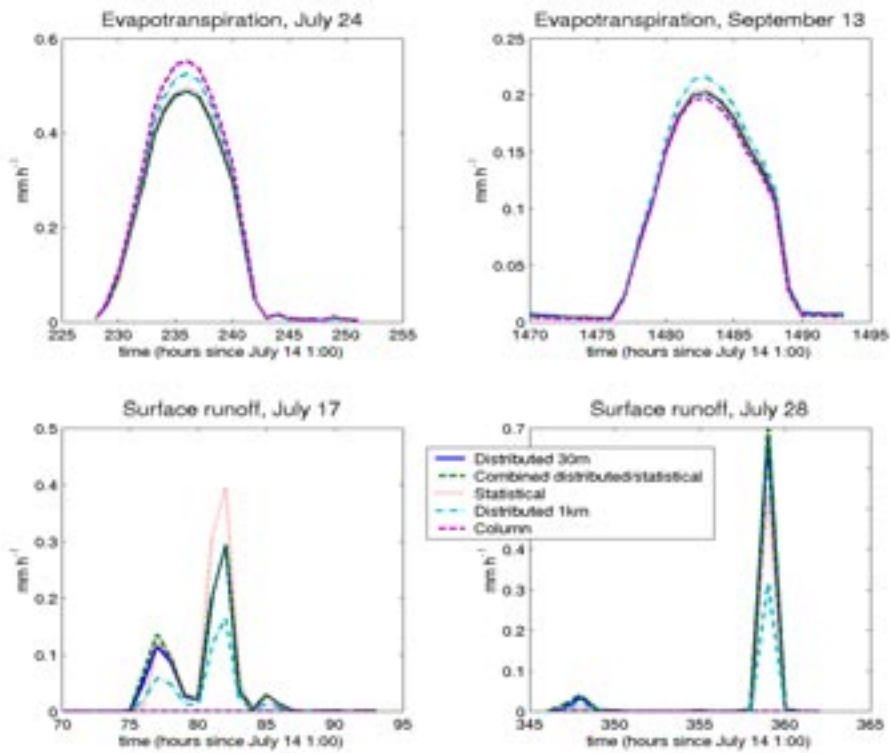 Evapotranspiration, July 24
0.6
0.4
0.2
0
mm h⁻¹
225 230 235 240 245 250 255
time (hours since July 14 1:00)
Evapotranspiration, September 13
0.25
0.2
0.15
0.1
0.05
0
mm h⁻¹
1470 1475 1480 1485 1490 1495
time (hours since July 14 1:00)
Surface runoff, July 17
0.5
0.4
0.3
0.2
0.1
0
mm h⁻¹
70 75 80 85 90 95
time (hours since July 14 1:00)
Surface runoff, July 28
0.7
Distributed 30m
Combined distributed/statistical
Statistical
Distributed 1km
Column
0.4
0.3
0.2
0.1
0
mm h⁻¹
345 350 355 360 365
time (hours since July 14 1:00)